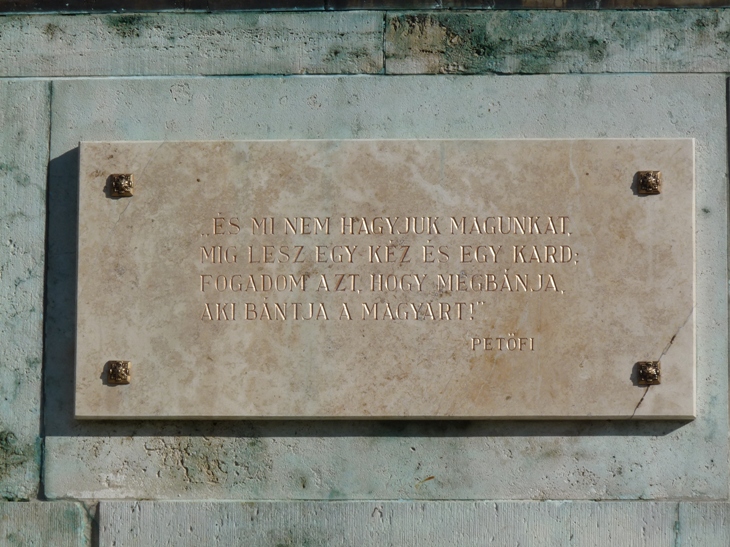 „ÉS MI NEM HAGYJUK MAGUNKAT,
MIG LESZ EGY KÉZ ÉS EGY KARD;
FOGADOM AZT, HOGY MEGBÁNJA,
AKI BÁNTJA A MAGYART!”
PETŐFI